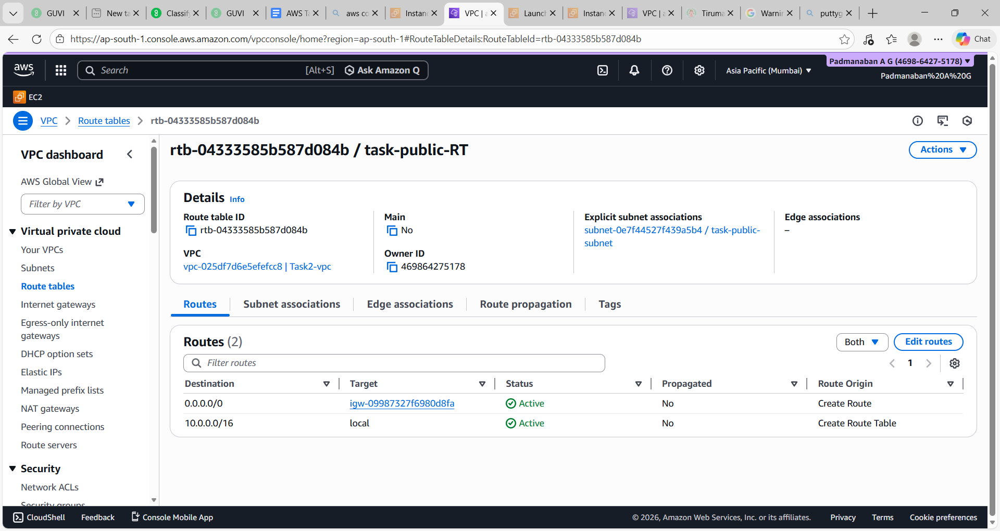 GUVI
New ta
Classify
GUVI
AWS Ta
aws co
Instanc
VPC | a
Launch
Instanc
VPC | a
Tiruma
Warnin
puttyg
https://ap-south-1.console.aws.amazon.com/vpcconsole/home?region=ap-south-1#RouteTableDetails:RouteTableId=rtb-04333585b587d084b
Chat
aws
Search
[Alt+S]
Ask Amazon Q
Asia Pacific (Mumbai)
Padmanaban A G (4698-6427-5178)
Padmanaban%20A%20G
EC2
VPC
Route tables
rtb-04333585b587d084b
VPC dashboard
AWS Global View
Filter by VPC
Virtual private cloud
Your VPCs
Subnets
Route tables
Internet gateways
Egress-only internet
gateways
DHCP option sets
Elastic IPs
Managed prefix lists
NAT gateways
Peering connections
Route servers
Security
Network ACLs
Security groups
rtb-04333585b587d084b / task-public-RT
Actions
Details Info
Route table ID
rtb-04333585b587d084b
VPC
vpc-025df7d6e5efefcc8 | Task2-vpc
Main
No
Owner ID
469864275178
Explicit subnet associations
subnet-0e7f44527f439a5b4 / task-public-
subnet
Edge associations
–
Routes
Subnet associations
Edge associations
Route propagation
Tags
Routes (2)
Both
Edit routes
Filter routes
1
Destination Target Status Propagated Route Origin
0.0.0.0/0 igw-09987327f6980d8fa Active No Create Route
10.0.0.0/16 local Active No Create Route Table
CloudShell
Feedback
Console Mobile App
© 2026, Amazon Web Services, Inc. or its affiliates.
Privacy
Terms
Cookie preferences